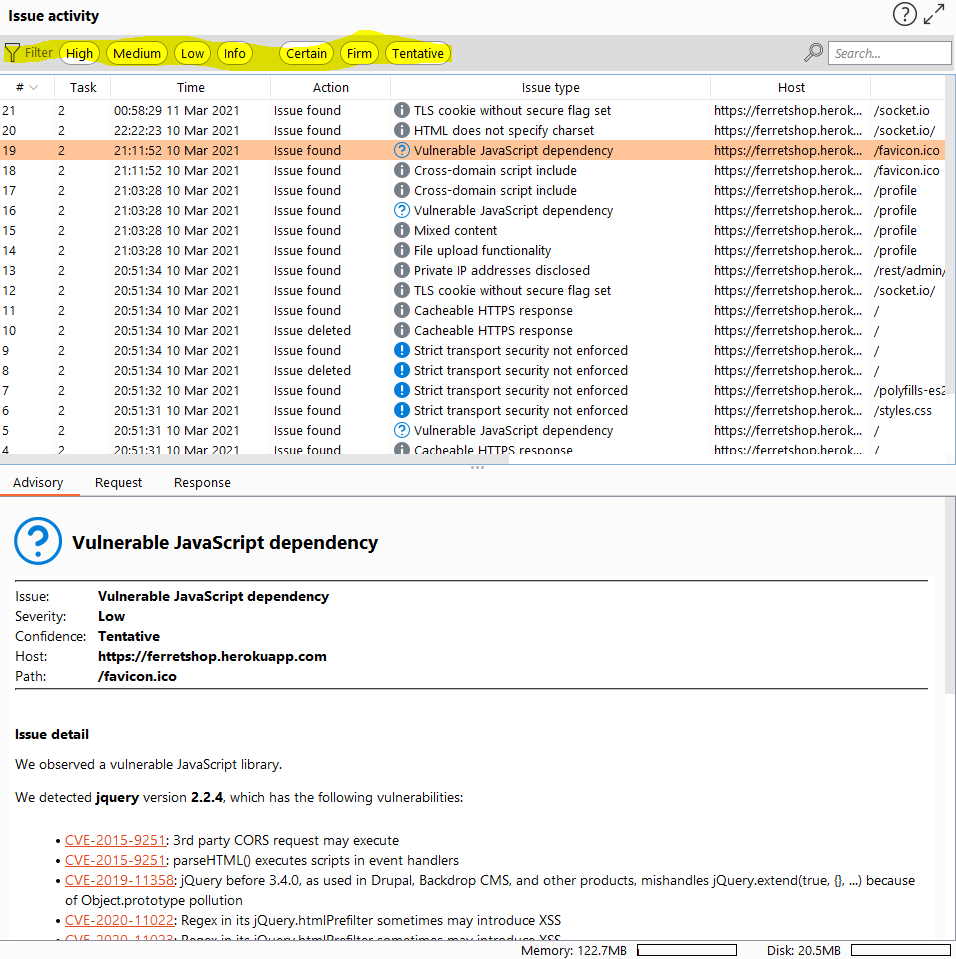 Issue activity
Filter High Medium Low Info Certain Firm Tentative Search...
# Task Time Action Issue type Host
21 2 00:58:29 11 Mar 2021 Issue found TLS cookie without secure flag set https://ferretshop.herok... /socket.io
20 2 22:22:23 10 Mar 2021 Issue found HTML does not specify charset https://ferretshop.herok... /socket.io/
19 2 21:11:52 10 Mar 2021 Issue found Vulnerable JavaScript dependency https://ferretshop.herok... /favicon.ico
18 2 21:11:52 10 Mar 2021 Issue found Cross-domain script include https://ferretshop.herok... /favicon.ico
17 2 21:03:28 10 Mar 2021 Issue found Cross-domain script include https://ferretshop.herok... /profile
16 2 21:03:28 10 Mar 2021 Issue found Vulnerable JavaScript dependency https://ferretshop.herok... /profile
15 2 21:03:28 10 Mar 2021 Issue found Mixed content https://ferretshop.herok... /profile
14 2 21:03:28 10 Mar 2021 Issue found File upload functionality https://ferretshop.herok... /profile
13 2 20:51:34 10 Mar 2021 Issue found Private IP addresses disclosed https://ferretshop.herok... /rest/admin/
12 2 20:51:34 10 Mar 2021 Issue found TLS cookie without secure flag set https://ferretshop.herok... /socket.io/
11 2 20:51:34 10 Mar 2021 Issue found Cacheable HTTPS response https://ferretshop.herok... /
10 2 20:51:34 10 Mar 2021 Issue deleted Cacheable HTTPS response https://ferretshop.herok... /
9 2 20:51:34 10 Mar 2021 Issue found Strict transport security not enforced https://ferretshop.herok... /
8 2 20:51:34 10 Mar 2021 Issue deleted Strict transport security not enforced https://ferretshop.herok... /
7 2 20:51:32 10 Mar 2021 Issue found Strict transport security not enforced https://ferretshop.herok... /polyfills-es2
6 2 20:51:31 10 Mar 2021 Issue found Strict transport security not enforced https://ferretshop.herok... /styles.css
5 2 20:51:31 10 Mar 2021 Issue found Vulnerable JavaScript dependency https://ferretshop.herok... /
4 2 20:51:31 10 Mar 2021 Issue found Cacheable HTTPS response https://ferretshop.herok... /
Advisory Request Response
Vulnerable JavaScript dependency
Issue: Vulnerable JavaScript dependency
Severity: Low
Confidence: Tentative
Host: https://ferretshop.herokuapp.com
Path: /favicon.ico
Issue detail
We observed a vulnerable JavaScript library.
We detected jquery version 2.2.4, which has the following vulnerabilities:
• CVE-2015-9251: 3rd party CORS request may execute
• CVE-2015-9251: parseHTML() executes scripts in event handlers
• CVE-2019-11358: jQuery before 3.4.0, as used in Drupal, Backdrop CMS, and other products, mishandles jQuery.extend(true, {}, ...) because
of Object.prototype pollution
• CVE-2020-11022: Regex in its jQuery.htmlPrefilter sometimes may introduce XSS
• CVE-2020-11023: Regex in its jQuery.htmlPrefilter sometimes may introduce XSS
Memory: 122.7MB Disk: 20.5MB